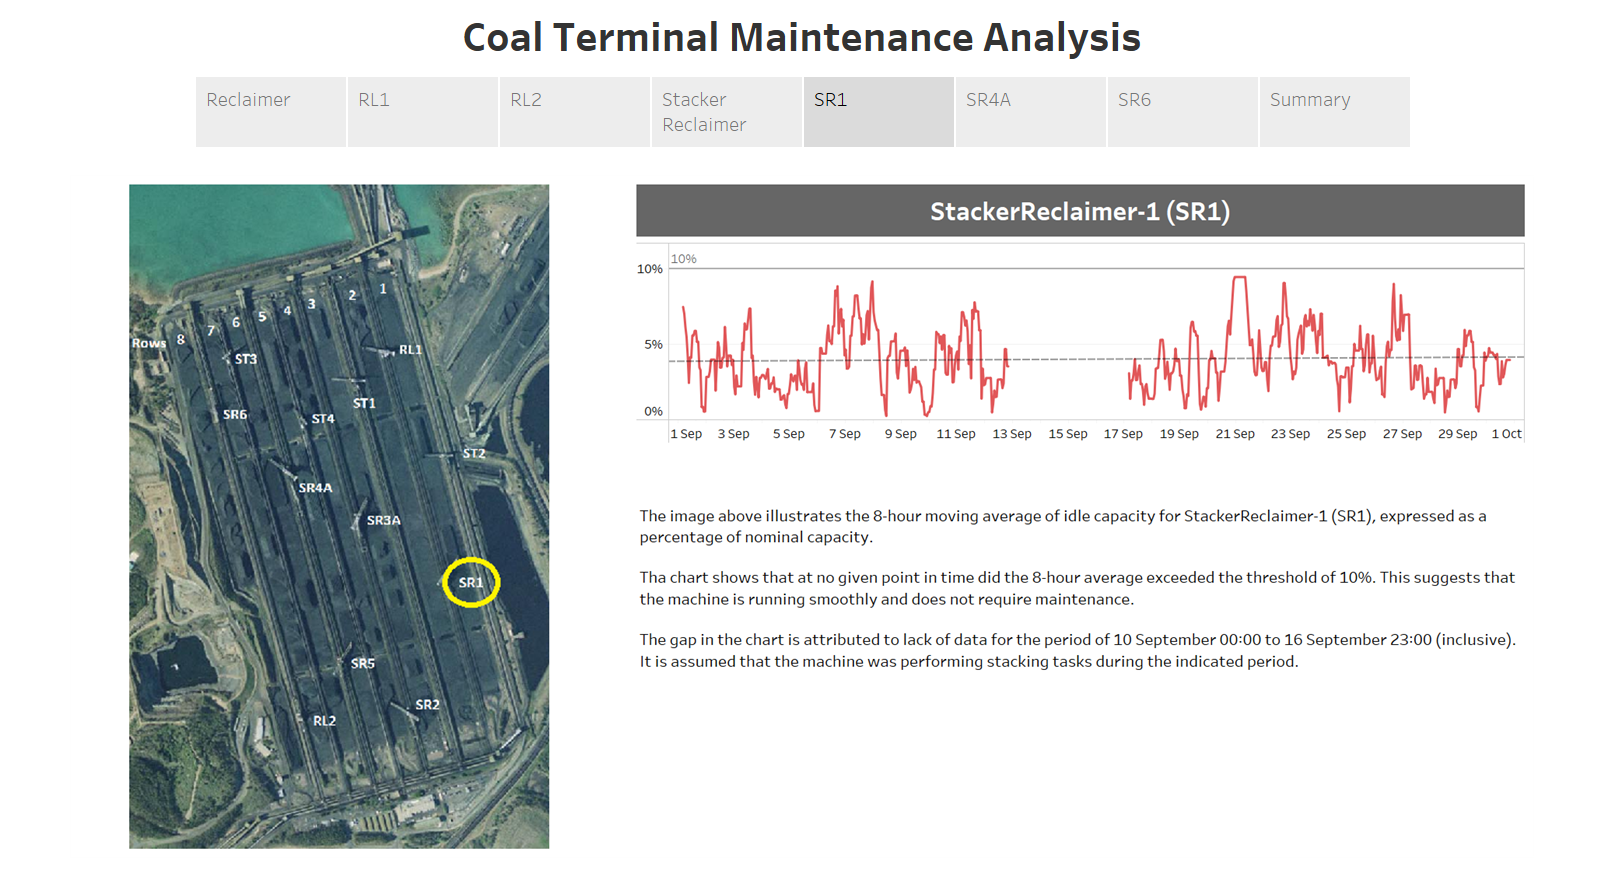 Coal Terminal Maintenance Analysis
Reclaimer
RL1
RL2
Stacker
Reclaimer
SR1
SR4A
SR6
Summary
Rows 8 7 6 5 4 3 2 1
RL1
ST3
ST1
SR6
ST4
ST2
SR4A
SR3A
SR1
SR5
SR2
RL2
StackerReclaimer-1 (SR1)
10%
10%
5%
0%
1 Sep 3 Sep 5 Sep 7 Sep 9 Sep 11 Sep 13 Sep 15 Sep 17 Sep 19 Sep 21 Sep 23 Sep 25 Sep 27 Sep 29 Sep 1 Oct
The image above illustrates the 8-hour moving average of idle capacity for StackerReclaimer-1 (SR1), expressed as a
percentage of nominal capacity.
Tha chart shows that at no given point in time did the 8-hour average exceeded the threshold of 10%. This suggests that
the machine is running smoothly and does not require maintenance.
The gap in the chart is attributed to lack of data for the period of 10 September 00:00 to 16 September 23:00 (inclusive).
It is assumed that the machine was performing stacking tasks during the indicated period.